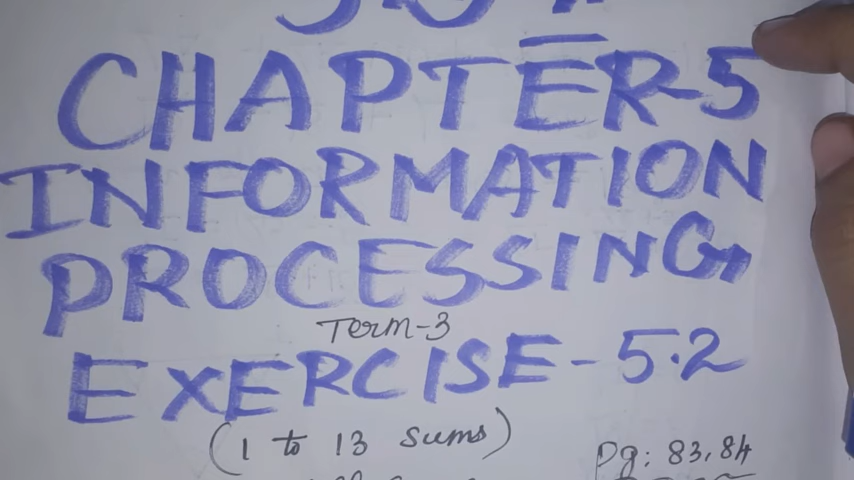 CHAPTER-5
INFORMATION
PROCESSING
Term-3
EXERCISE-5.2
(1 to 13 sums)
Pg: 83,84